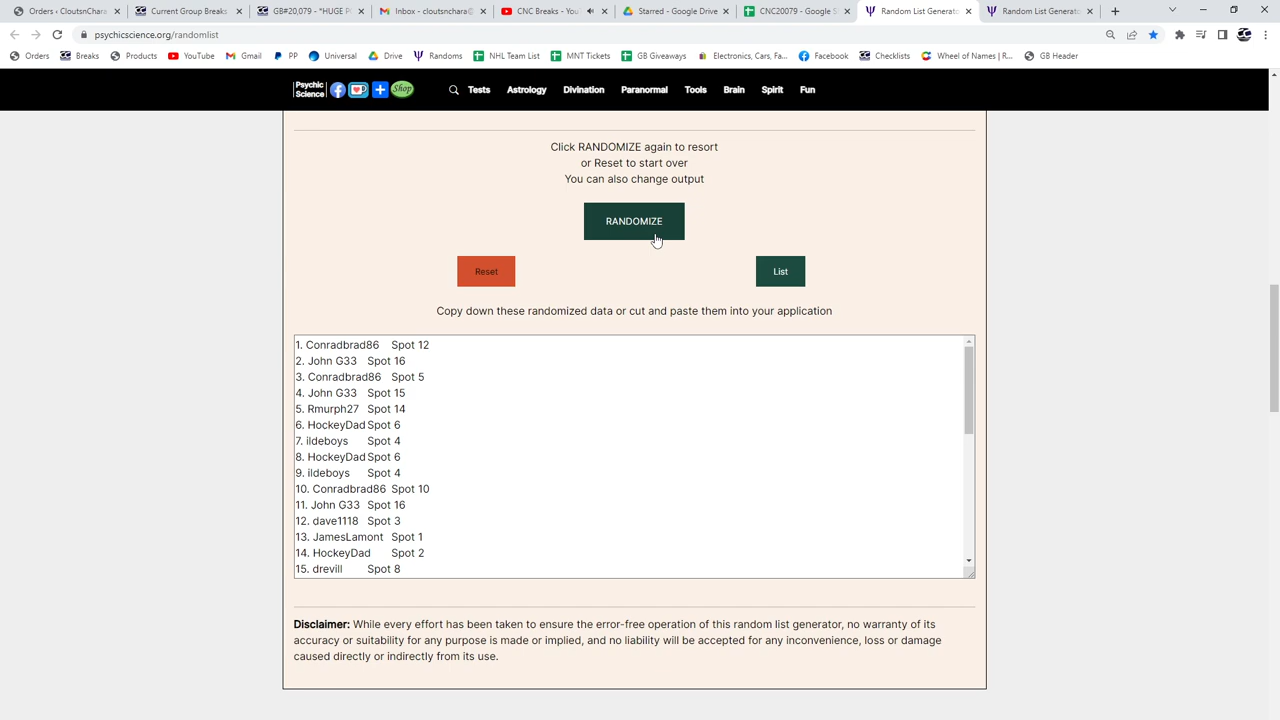 Orders ‹ CloutsnChara
Current Group Breaks
GB#20,079 - *HUGE P
Inbox - cloutsnchara@
CNC Breaks - You
Starred - Google Drive
CNC20079 - Google S
Random List Generato
Random List Generato
psychicscience.org/randomlist
Orders
Breaks
Products
YouTube
Gmail
PP
Universal
Drive
Randoms
NHL Team List
MNT Tickets
GB Giveaways
Electronics, Cars, Fa...
Facebook
Checklists
Wheel of Names | R...
GB Header
Psychic Science
Shop
Tests
Astrology
Divination
Paranormal
Tools
Brain
Spirit
Fun
Click RANDOMIZE again to resort
or Reset to start over
You can also change output
RANDOMIZE
Reset
List
Copy down these randomized data or cut and paste them into your application
1. Conradbrad86 Spot 12
2. John G33 Spot 16
3. Conradbrad86 Spot 5
4. John G33 Spot 15
5. Rmurph27 Spot 14
6. HockeyDad Spot 6
7. ildeboys Spot 4
8. HockeyDad Spot 6
9. ildeboys Spot 4
10. Conradbrad86 Spot 10
11. John G33 Spot 16
12. dave1118 Spot 3
13. JamesLamont Spot 1
14. HockeyDad Spot 2
15. drevill Spot 8
Disclaimer: While every effort has been taken to ensure the error-free operation of this random list generator, no warranty of its
accuracy or suitability for any purpose is made or implied, and no liability will be accepted for any inconvenience, loss or damage
caused directly or indirectly from its use.